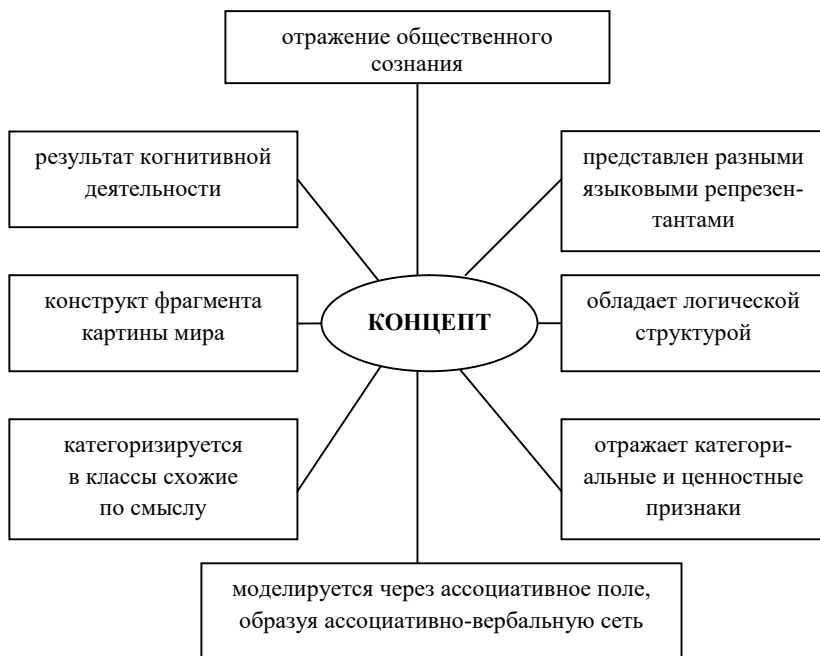 отражение общественного
сознания
результат когнитивной
деятельности
представлен разными
языковыми репрезен-
тантами
конструкт фрагмента
картины мира
КОНЦЕПТ
обладает логической
структурой
категоризируется
в классы схожие
по смыслу
отражает категори-
альные и ценностные
признаки
моделируется через ассоциативное поле,
образуя ассоциативно-вербальную сеть